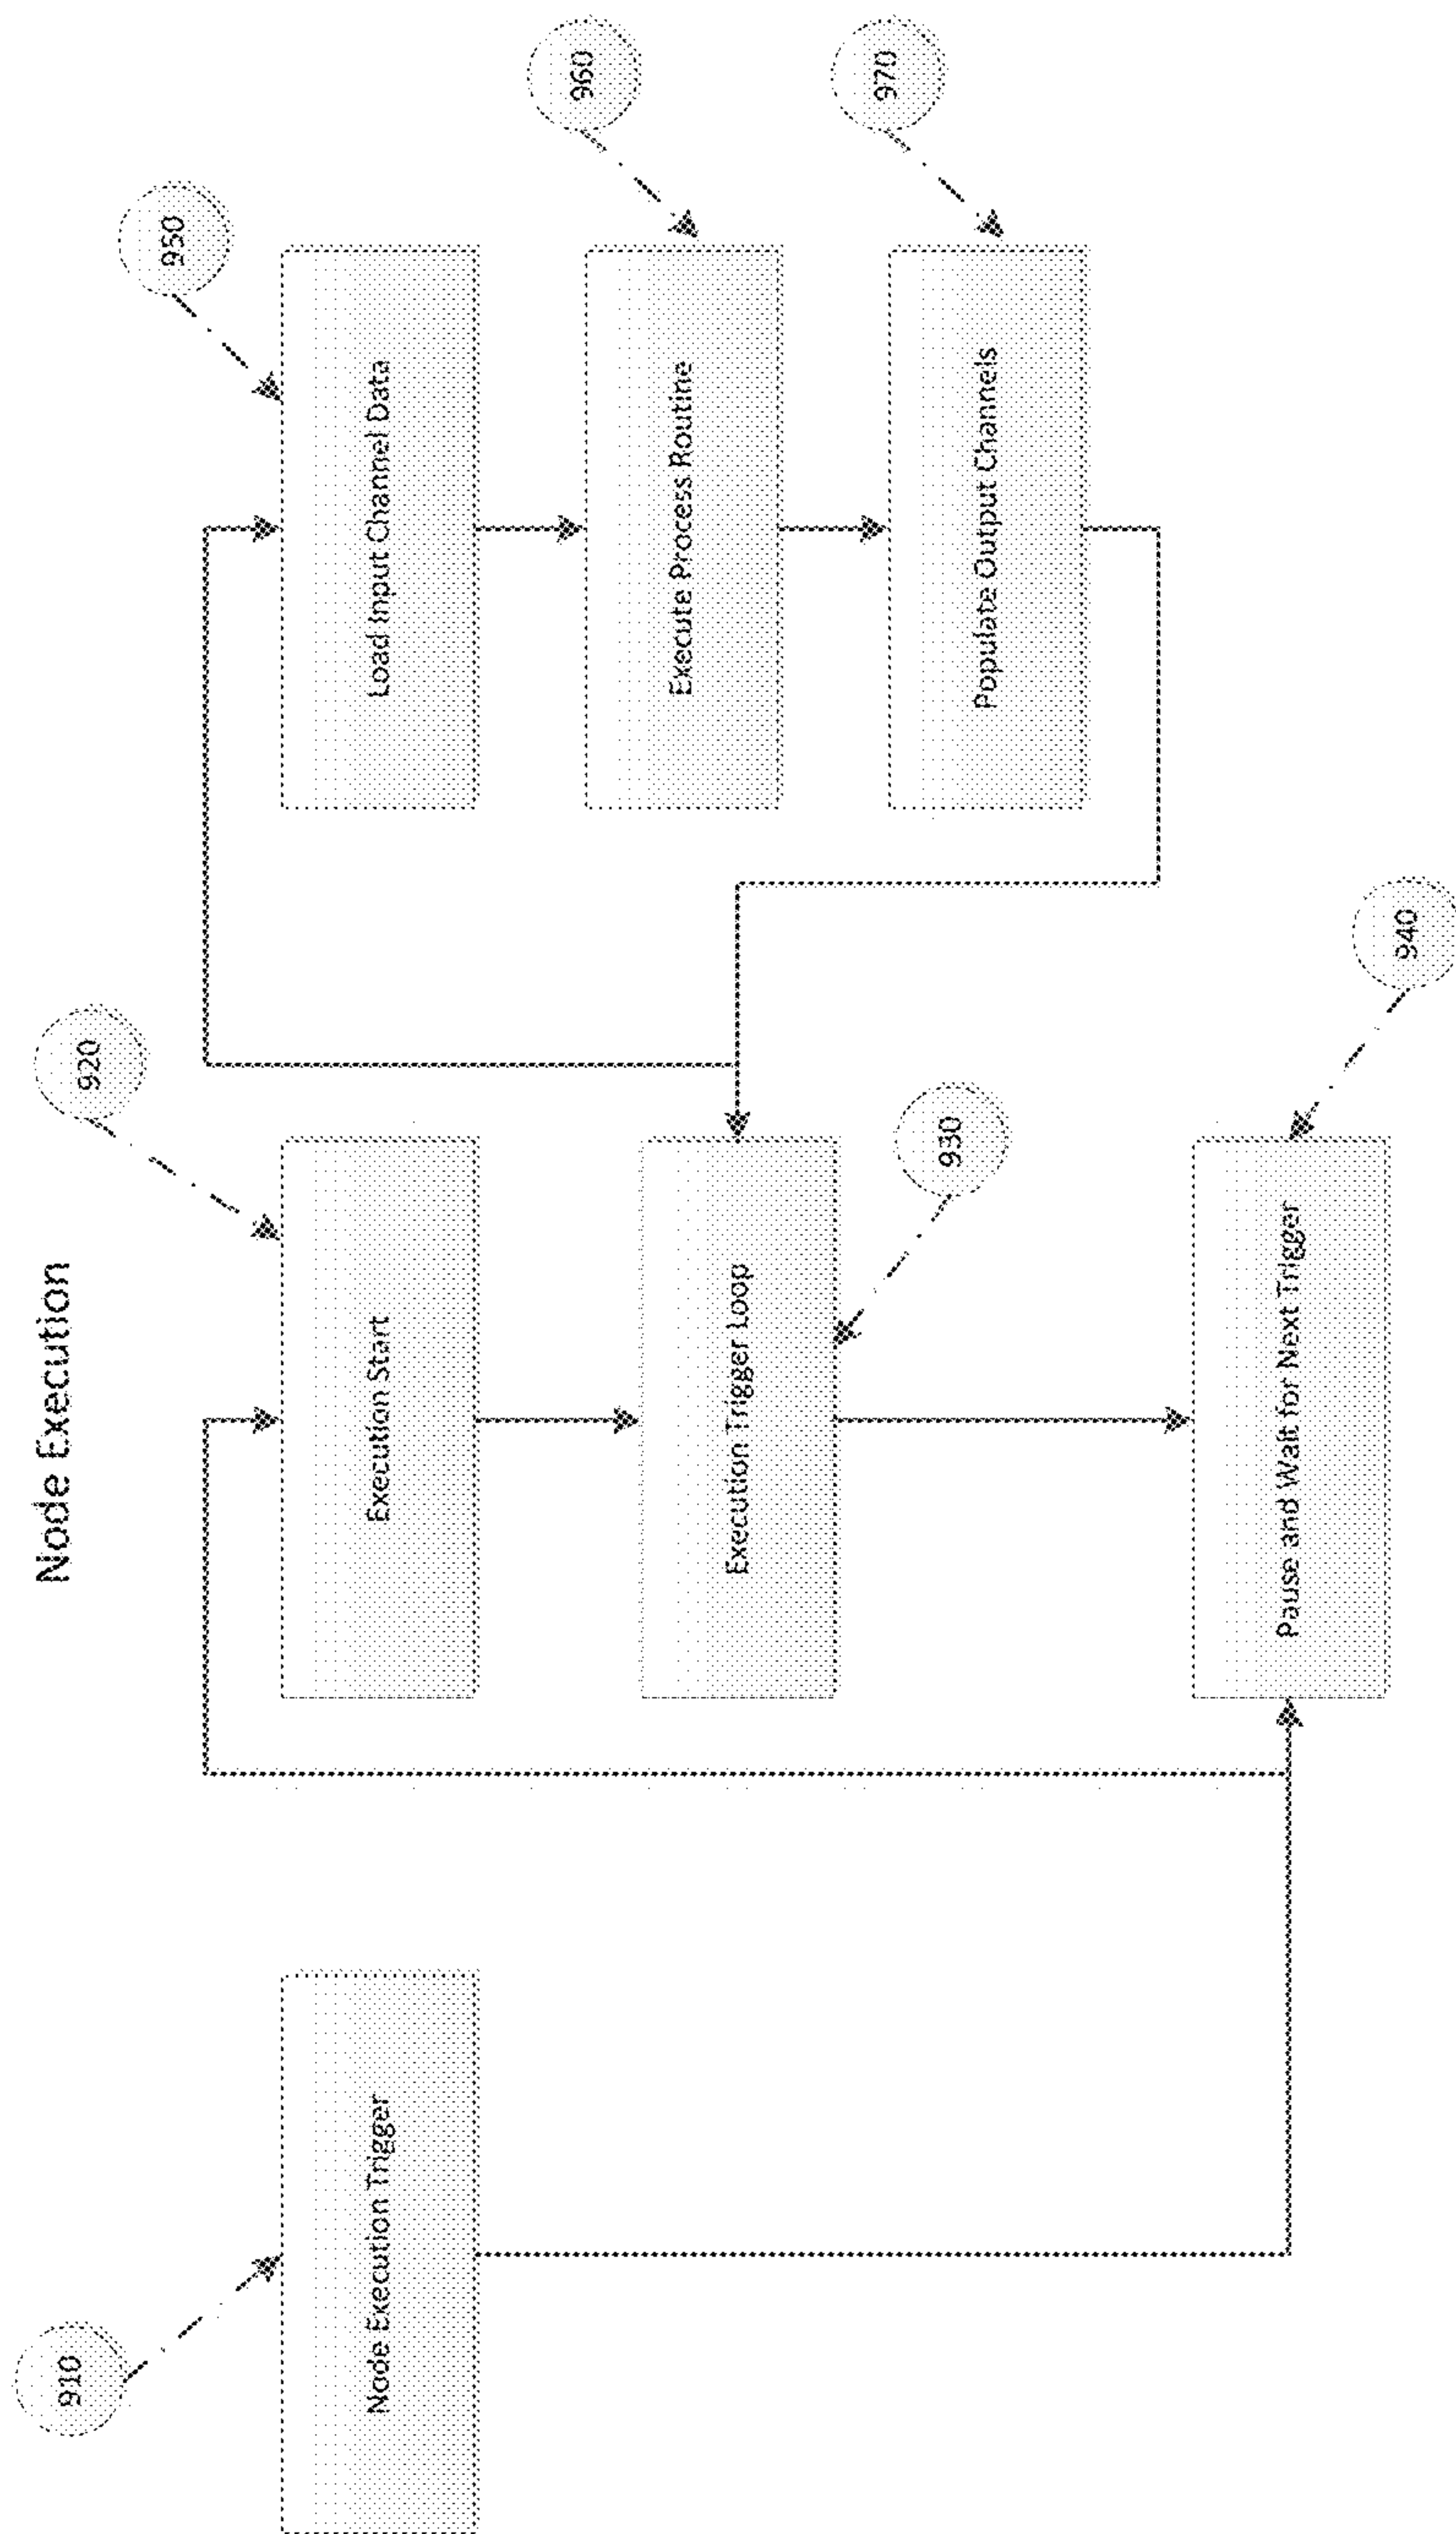 Node Execution
910
Node Execution Trigger
920
Execution Start
930
Execution Trigger Loop
940
Pause and Wait for Next Trigger
950
Load Input Channel Data
960
Execute Process Routine
970
Populate Output Channels